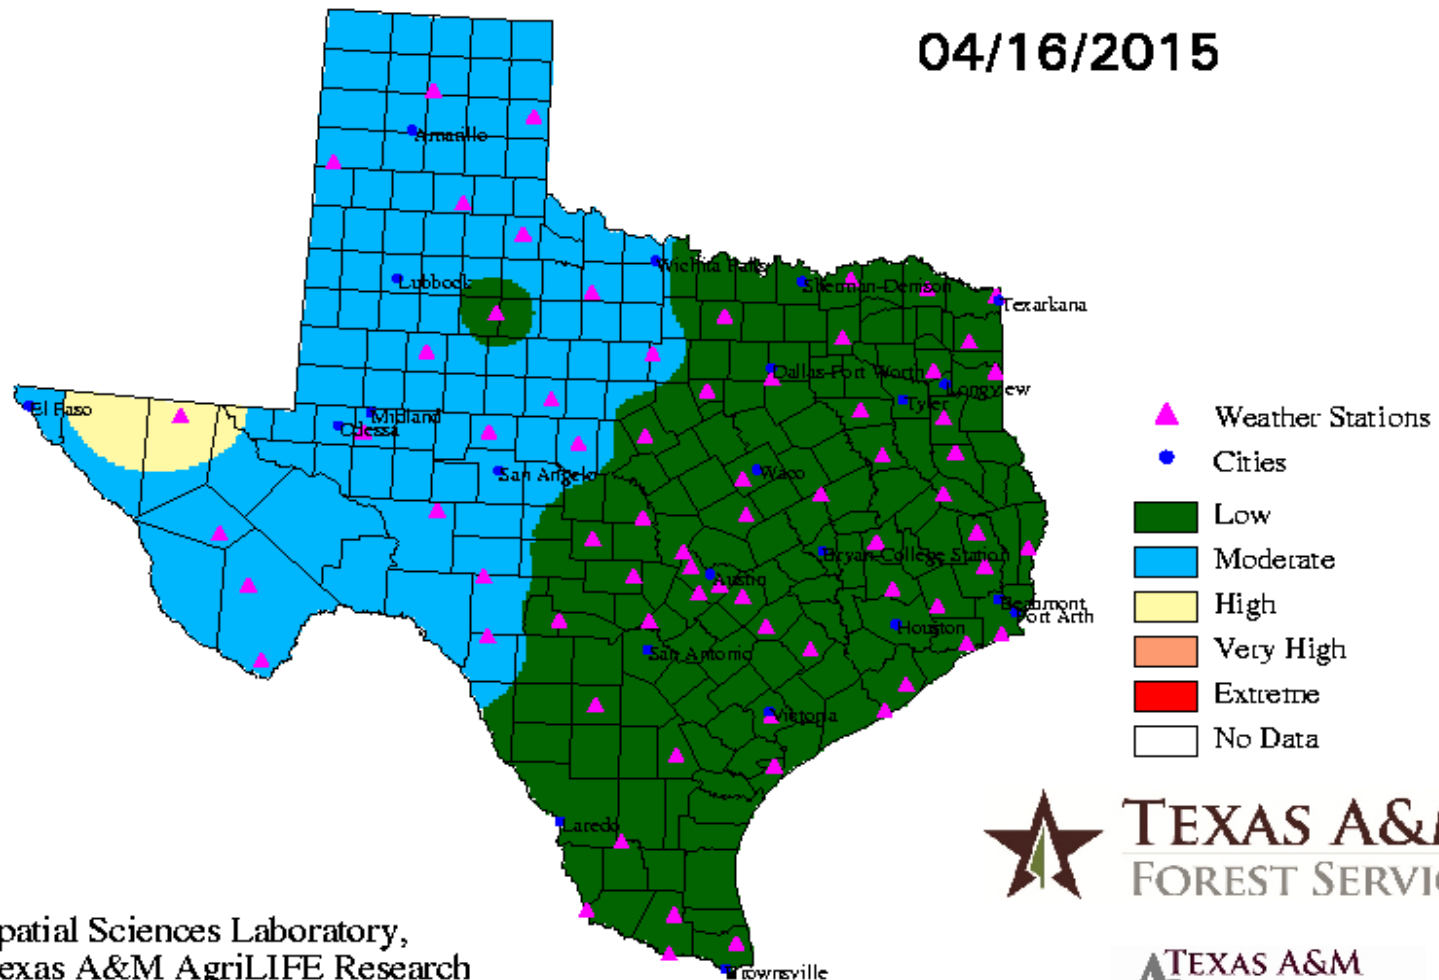 04/16/2015
Amarillo
Lubbock
Wichita Falls
Sherman-Denison
Texarkana
Dallas-Fort Worth
Longview
Tyler
El Paso
Midland
Odessa
San Angelo
Waco
Bryan-College Station
Austin
Beaumont
Port Arth
Houston
San Antonio
Victoria
Laredo
Brownsville
Weather Stations
Cities
Low
Moderate
High
Very High
Extreme
No Data
TEXAS A&M
FOREST SERVIC
patial Sciences Laboratory,
exas A&M AgriLIFE Research
TEXAS A&M